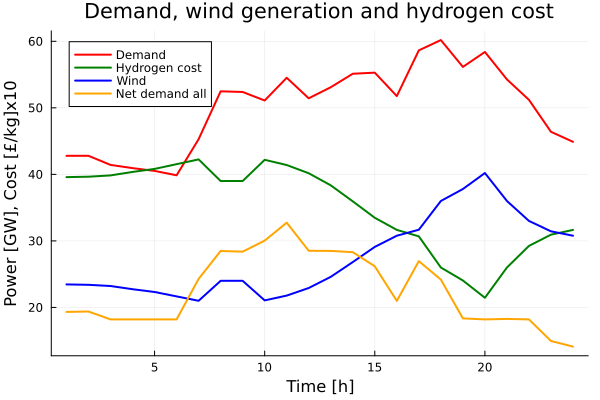 Demand, wind generation and hydrogen cost
Power [GW], Cost [£/kg]x10
60
50
40
30
20
Demand
Hydrogen cost
Wind
Net demand all
5
10
15
20
Time [h]